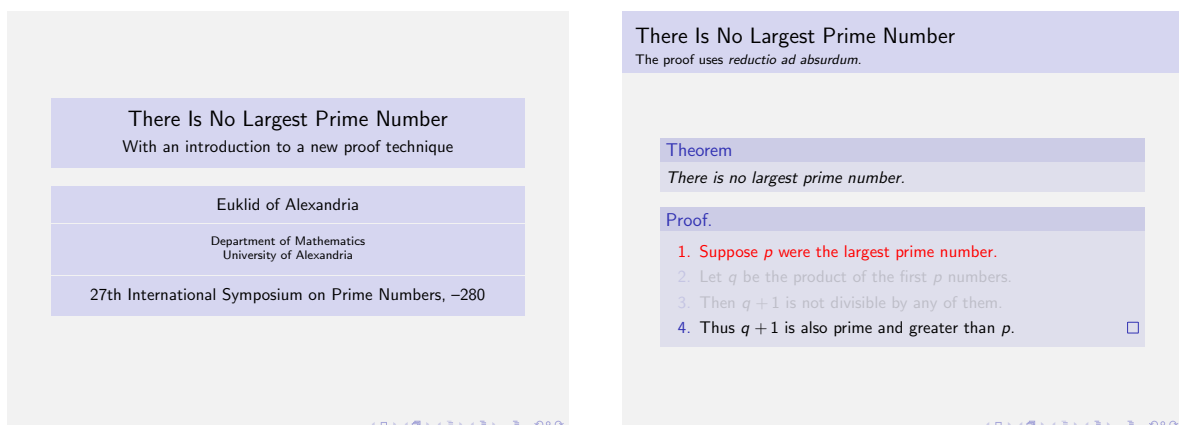 There Is No Largest Prime Number
With an introduction to a new proof technique
Euklid of Alexandria
Department of Mathematics
University of Alexandria
27th International Symposium on Prime Numbers, –280
There Is No Largest Prime Number
The proof uses reductio ad absurdum.
Theorem
There is no largest prime number.
Proof.
1. Suppose p were the largest prime number.
2. Let q be the product of the first p numbers.
3. Then q + 1 is not divisible by any of them.
4. Thus q + 1 is also prime and greater than p. □